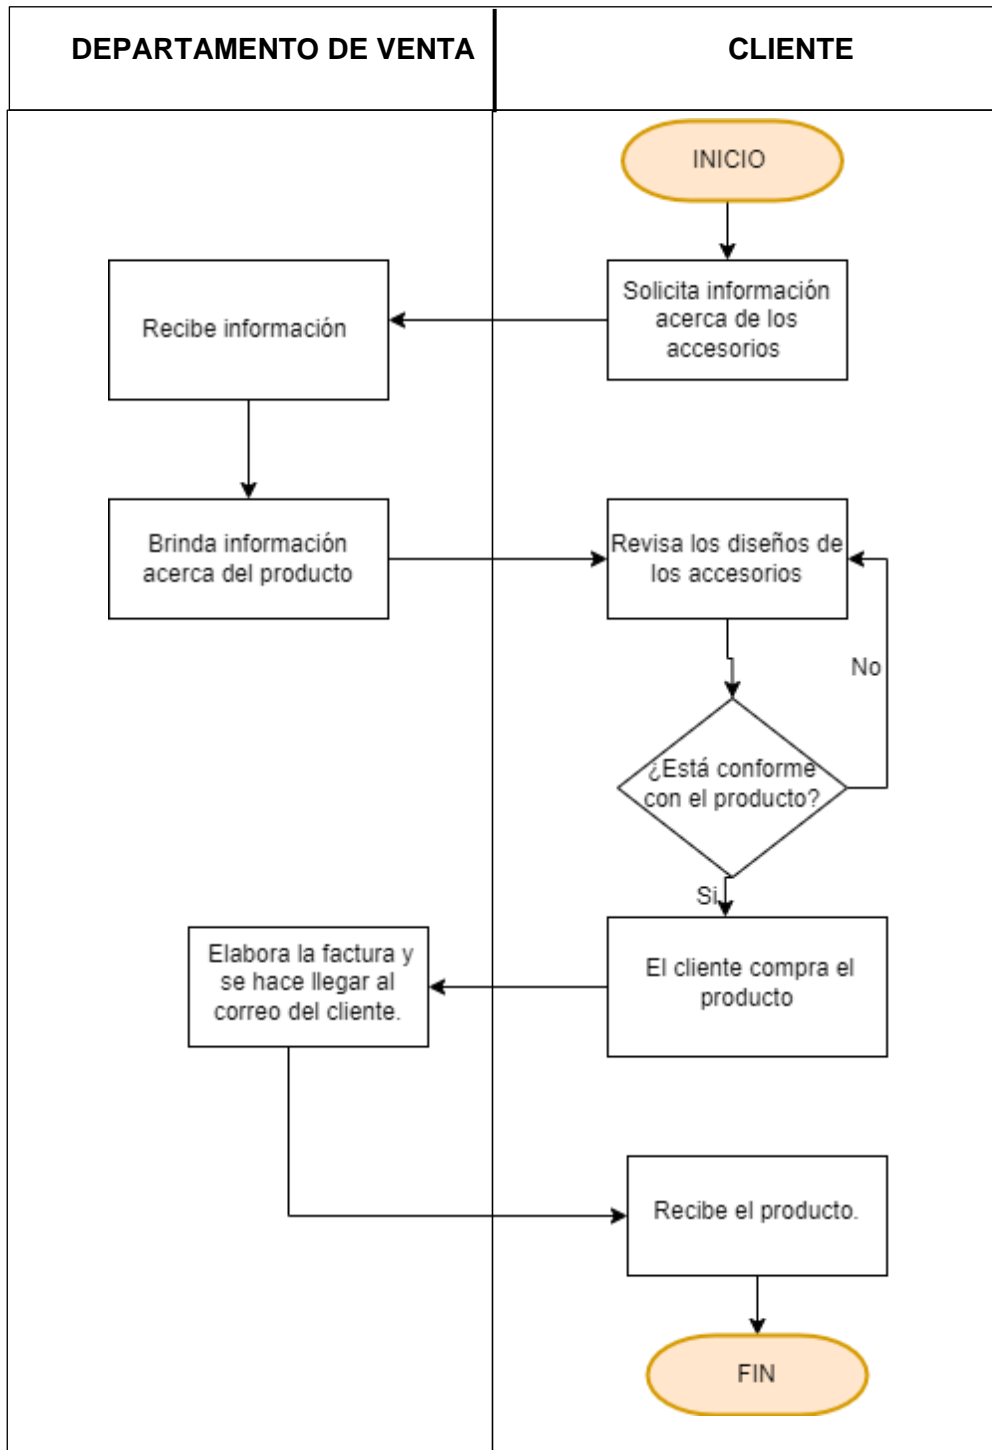 DEPARTAMENTO DE VENTA
CLIENTE
INICIO
Solicita información
acerca de los
accesorios
Recibe información
Brinda información
acerca del producto
Revisa los diseños de
los accesorios
No
¿Está conforme
con el producto?
Si
El cliente compra el
producto
Elabora la factura y
se hace llegar al
correo del cliente.
Recibe el producto.
FIN